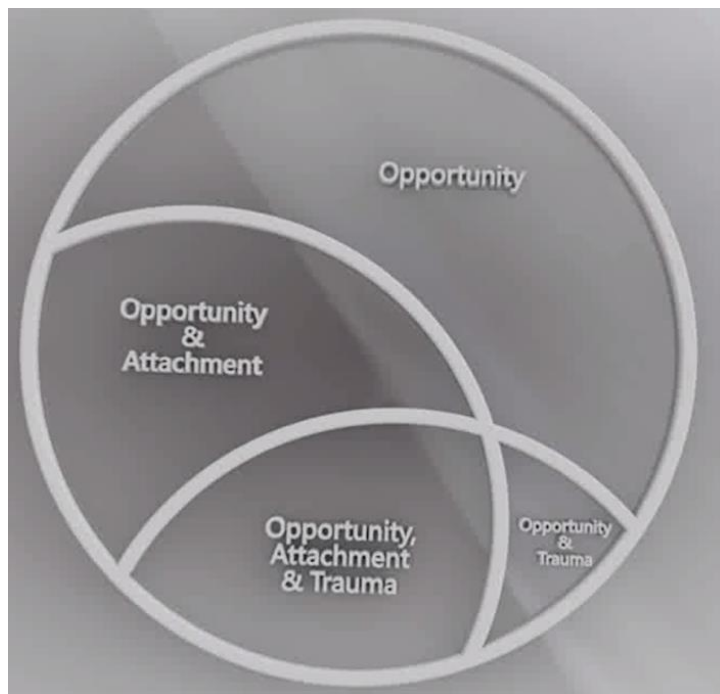 Opportunity
Opportunity
&
Attachment
Opportunity,
Attachment
& Trauma
Opportunity
&
Trauma